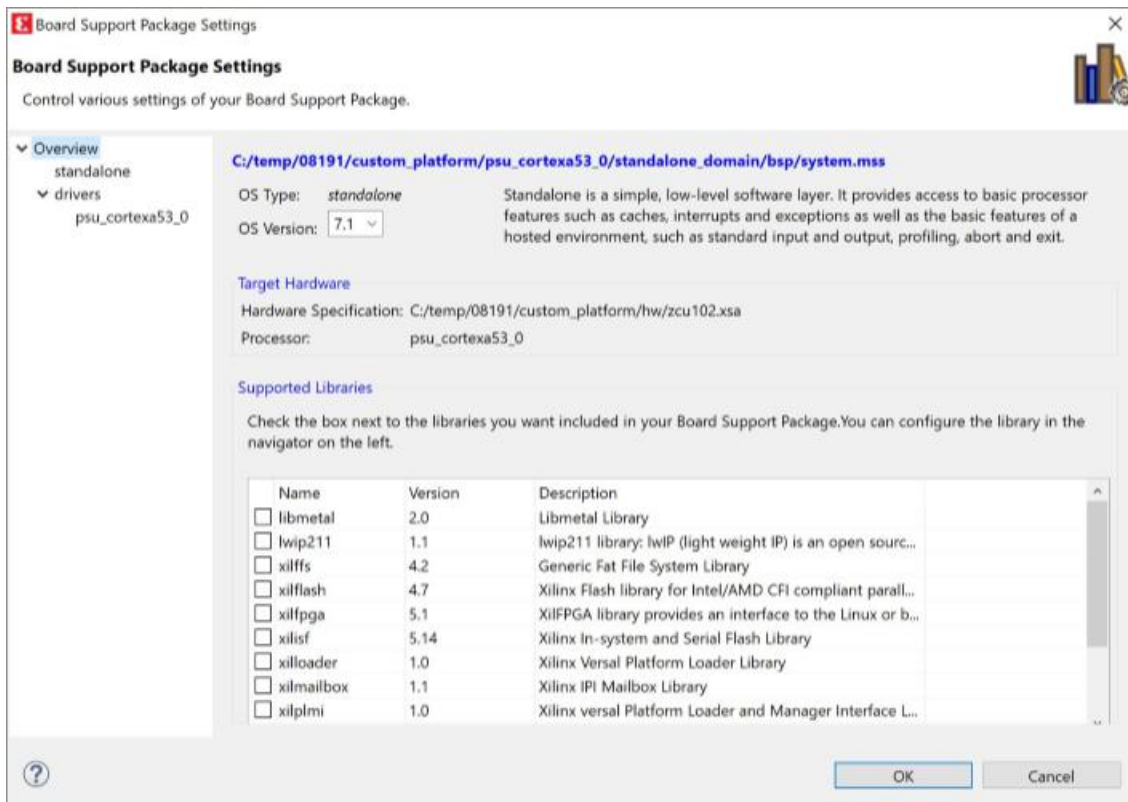 Board Support Package Settings
Board Support Package Settings
Control various settings of your Board Support Package.
Overview
standalone
drivers
psu_cortexa53_0
C:/temp/08191/custom_platform/psu_cortexa53_0/standalone_domain/bsp/system.mss
OS Type: standalone
OS Version: 7.1
Standalone is a simple, low-level software layer. It provides access to basic processor
features such as caches, interrupts and exceptions as well as the basic features of a
hosted environment, such as standard input and output, profiling, abort and exit.
Target Hardware
Hardware Specification: C:/temp/08191/custom_platform/hw/zcu102.xsa
Processor: psu_cortexa53_0
Supported Libraries
Check the box next to the libraries you want included in your Board Support Package.You can configure the library in the
navigator on the left.
Name Version Description
libmetal 2.0 Libmetal Library
lwip211 1.1 lwip211 library: lwIP (light weight IP) is an open sourc...
xilffs 4.2 Generic Fat File System Library
xilflash 4.7 Xilinx Flash library for Intel/AMD CFI compliant parall...
xilfpga 5.1 XilFPGA library provides an interface to the Linux or b...
xilisf 5.14 Xilinx In-system and Serial Flash Library
xilloader 1.0 Xilinx Versal Platform Loader Library
xilmailbox 1.1 Xilinx IPI Mailbox Library
xilplmi 1.0 Xilinx versal Platform Loader and Manager Interface L...
OK Cancel